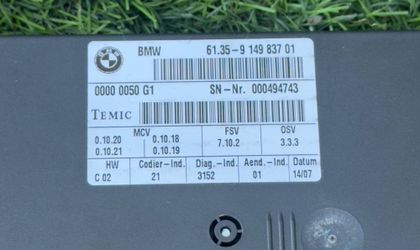 BMW 61.35-9 149 837 01
0000 0050 G1 SN-Nr. 000494743
TEMIC
MCV FSV OSV
0.10.20 0.10.18 7.10.2 3.3.3
0.10.21 0.10.19
HW Codier-Ind. Diag.-Ind. Aend.-Ind. Datum
C 02 21 3152 01 14/07